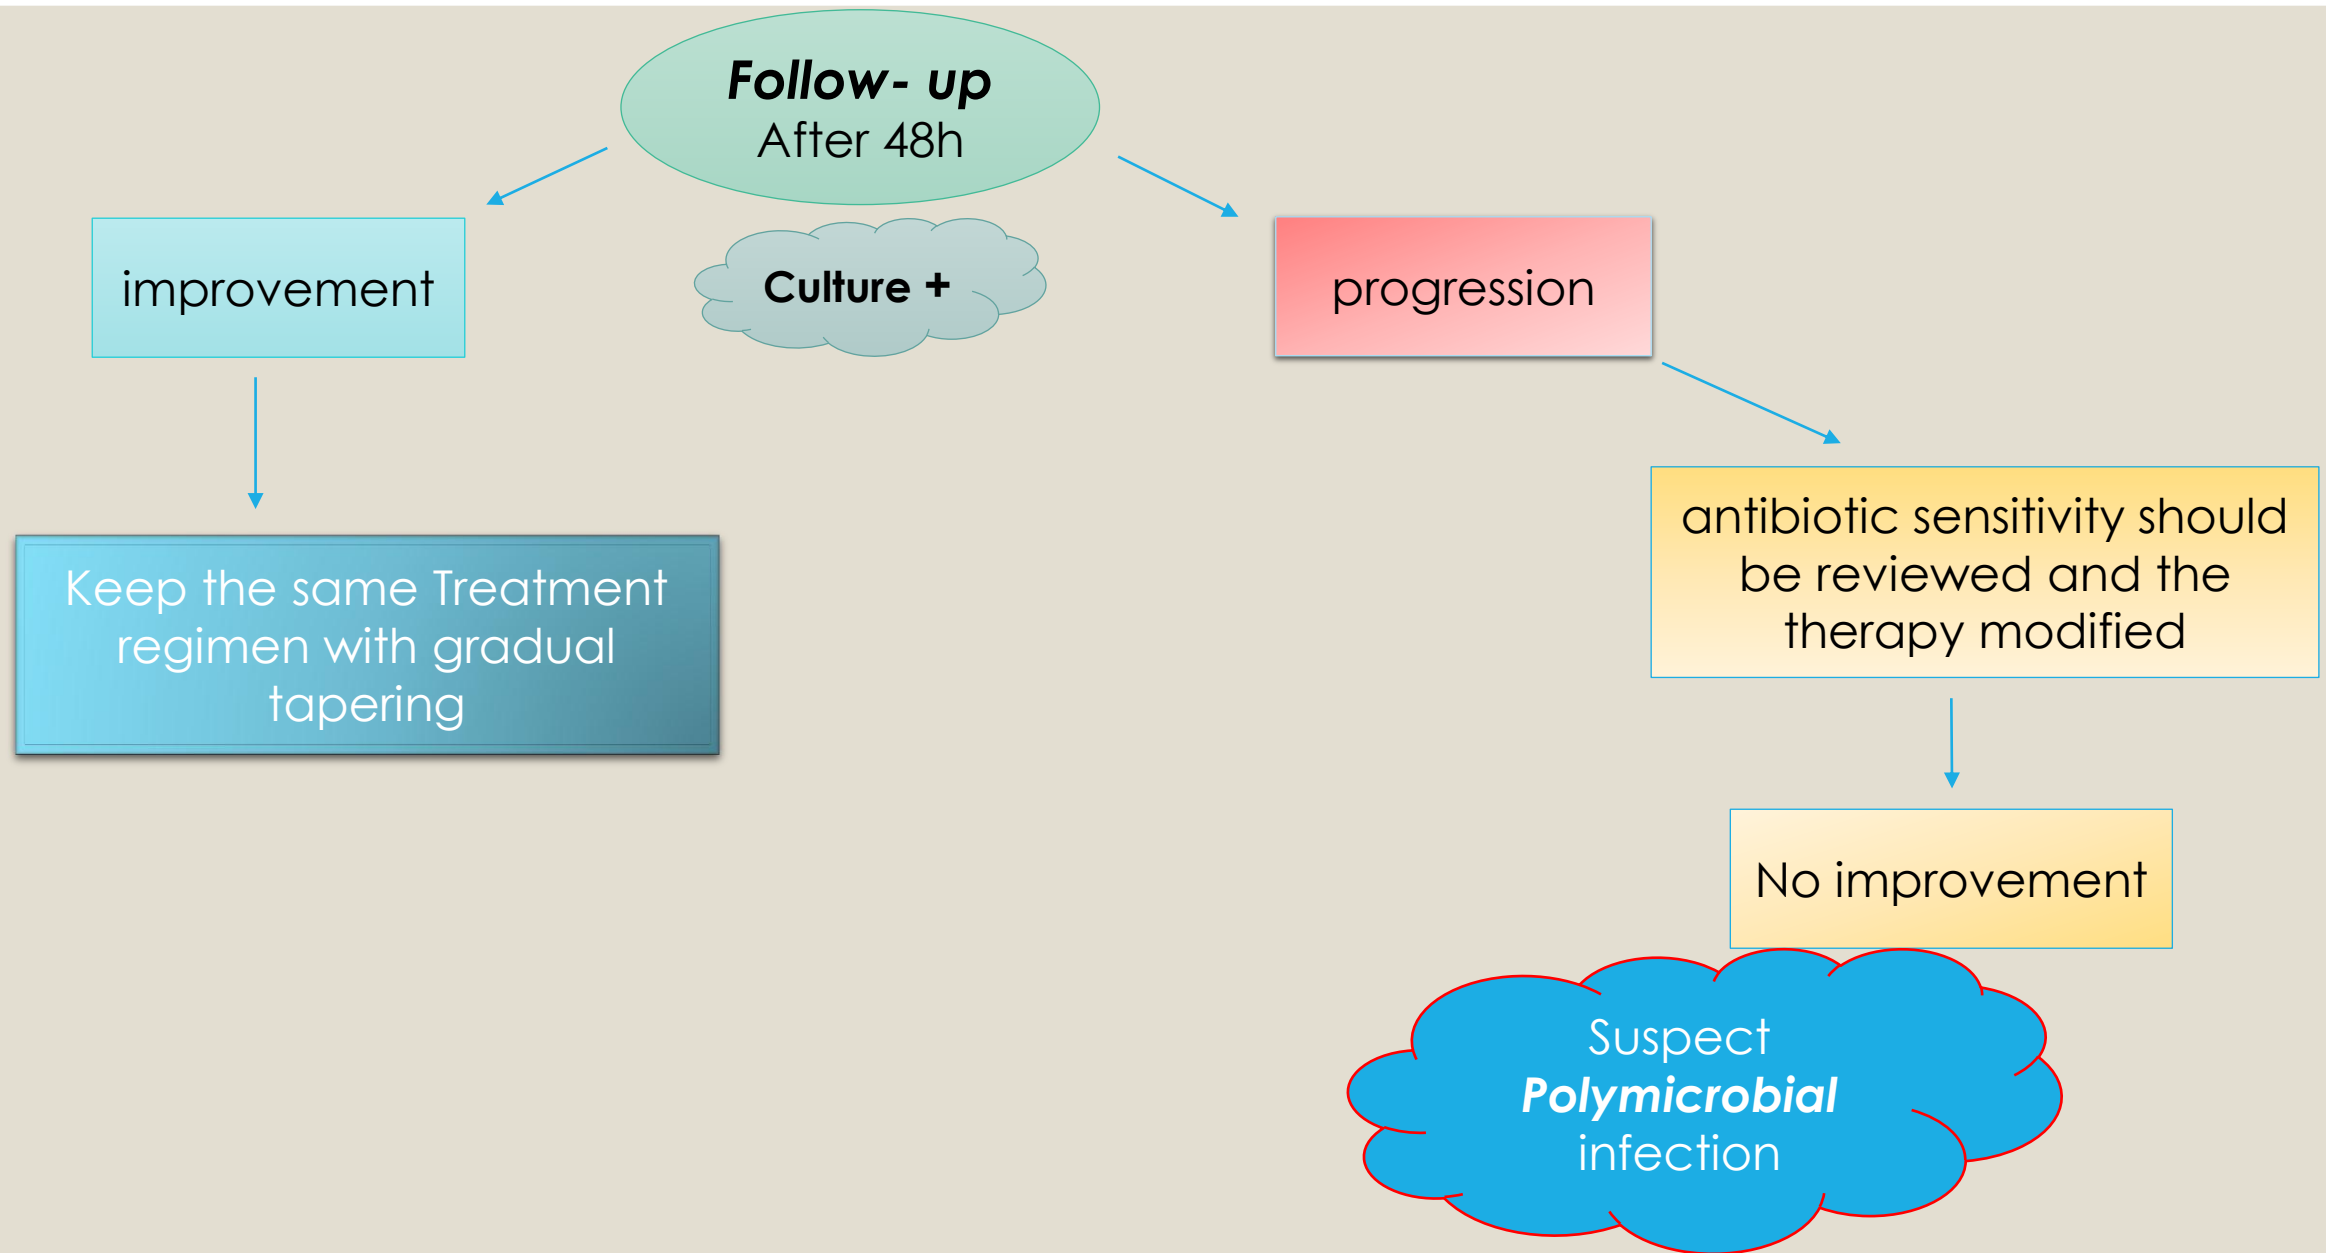 Follow- up
After 48h
improvement
Culture +
progression
Keep the same Treatment
regimen with gradual
tapering
antibiotic sensitivity should
be reviewed and the
therapy modified
No improvement
Suspect
Polymicrobial
infection